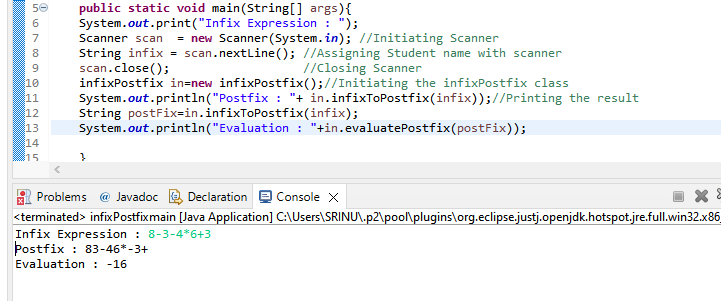 5 public static void main(String[] args){
6 System.out.print("Infix Expression : ");
7 Scanner scan  = new Scanner(System.in); //Initiating Scanner
8 String infix = scan.nextLine(); //Assigning Student name with scanner
9 scan.close();                     //Closing Scanner
10 infixPostfix in=new infixPostfix();//Initiating the infixPostfix class
11 System.out.println("Postfix : "+ in.infixToPostfix(infix));//Printing the result
12 String postFix=in.infixToPostfix(infix);
13 System.out.println("Evaluation : "+in.evaluatePostfix(postFix));
14
15 }
Problems @ Javadoc Declaration Console
<terminated> infixPostfixmain [Java Application] C:\Users\SRINU\.p2\pool\plugins\org.eclipse.justj.openjdk.hotspot.jre.full.win32.x86_
Infix Expression : 8-3-4*6+3
Postfix : 83-46*-3+
Evaluation : -16